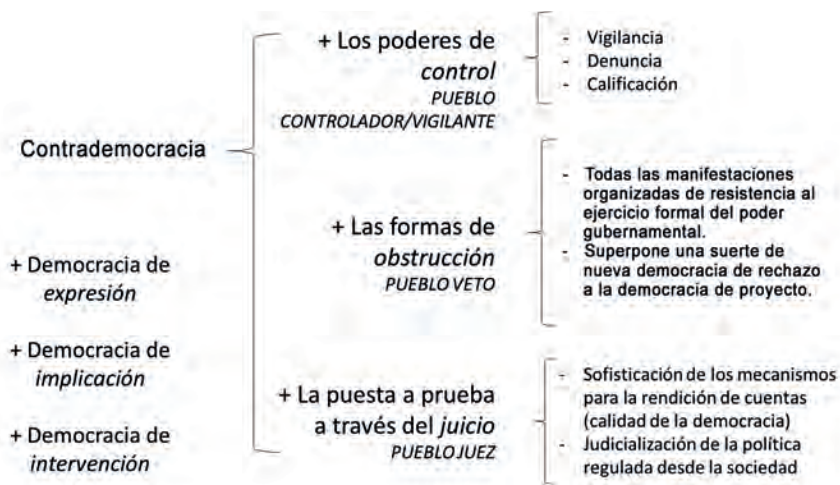 Contrademocracia
+ Democracia de
expresión
+ Democracia de
implicación
+ Democracia de
intervención
+ Los poderes de
control
PUEBLO
CONTROLADOR/VIGILANTE
- Vigilancia
- Denuncia
- Calificación
+ Las formas de
obstrucción
PUEBLO VETO
- Todas las manifestaciones
organizadas de resistencia al
ejercicio formal del poder
gubernamental.
- Superpone una suerte de
nueva democracia de rechazo
a la democracia de proyecto.
+ La puesta a prueba
a través del juicio
PUEBLO JUEZ
- Sofisticación de los mecanismos
para la rendición de cuentas
(calidad de la democracia)
- Judicialización de la política
regulada desde la sociedad